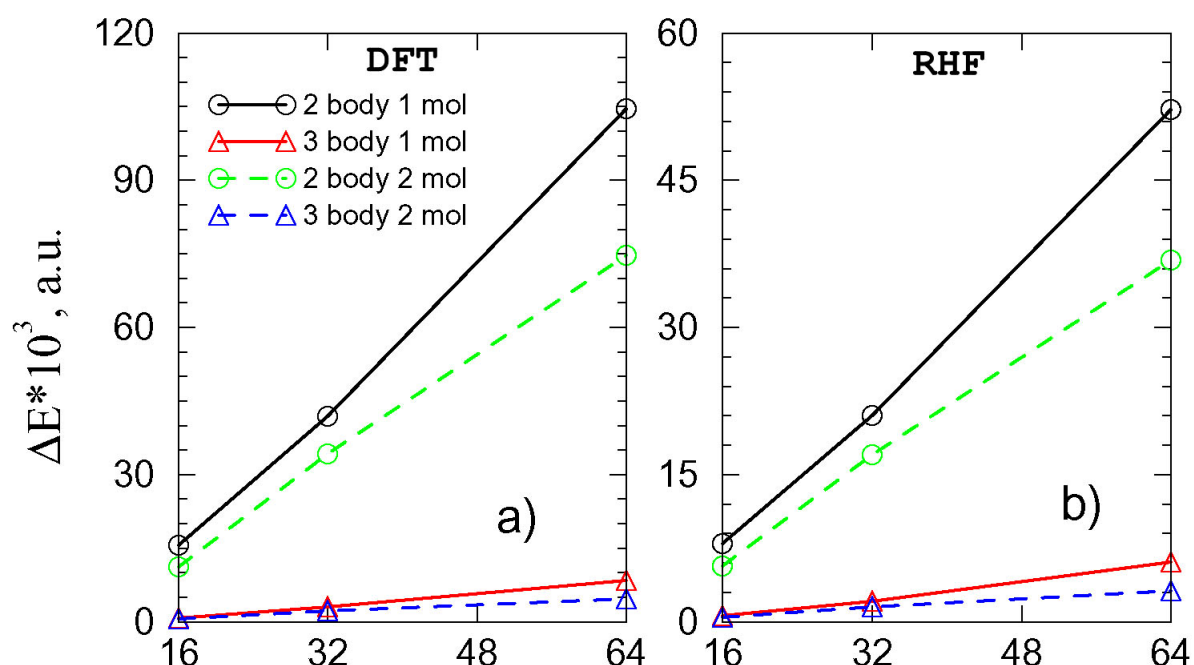 120
90
60
30
0
16
32
48
64
ΔE*10³, a.u.
DFT
2 body 1 mol
3 body 1 mol
2 body 2 mol
3 body 2 mol
a)
60
45
30
15
0
16
32
48
64
RHF
b)